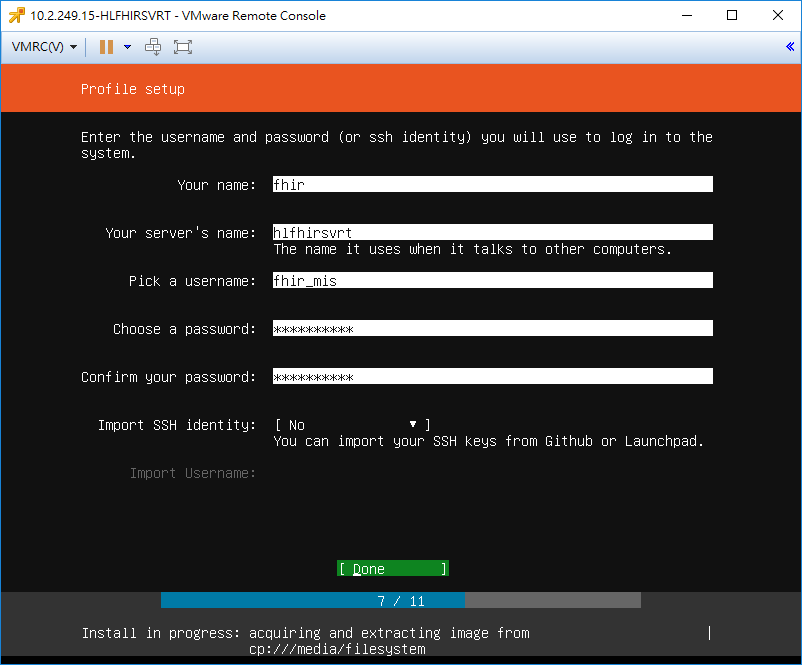 10.2.249.15-HLFHIRSVRT - VMware Remote Console
VMRC(V)
Profile setup
Enter the username and password (or ssh identity) you will use to log in to the
system.
Your name: fhir
Your server's name: hlfhirsvrt
The name it uses when it talks to other computers.
Pick a username: fhir_mis
Choose a password: **********
Confirm your password: **********
Import SSH identity: [ No ▼ ]
You can import your SSH keys from Github or Launchpad.
Import Username:
[ Done ]
7 / 11
Install in progress: acquiring and extracting image from |
cp:///media/filesystem